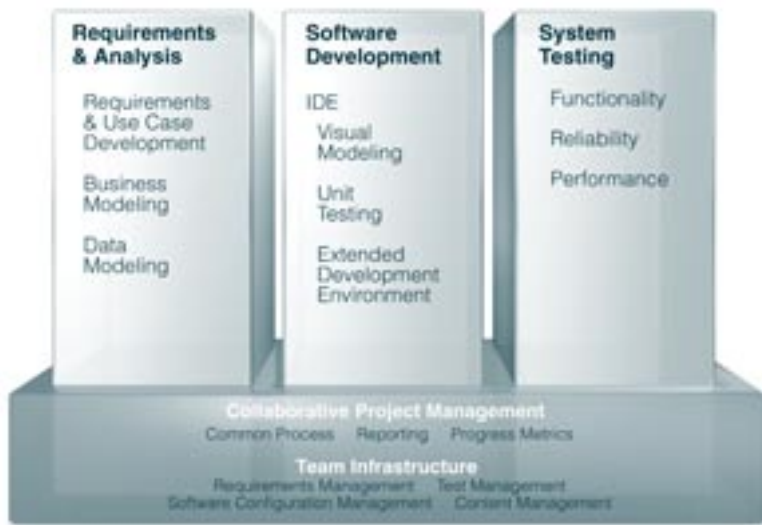 Requirements
& Analysis
Requirements
& Use Case
Development
Business
Modeling
Data
Modeling
Software
Development
IDE
Visual
Modeling
Unit
Testing
Extended
Development
Environment
System
Testing
Functionality
Reliability
Performance
Collaborative Project Management
Common Process Reporting Progress Metrics
Team Infrastructure
Requirements Management Test Management
Software Configuration Management Content Management